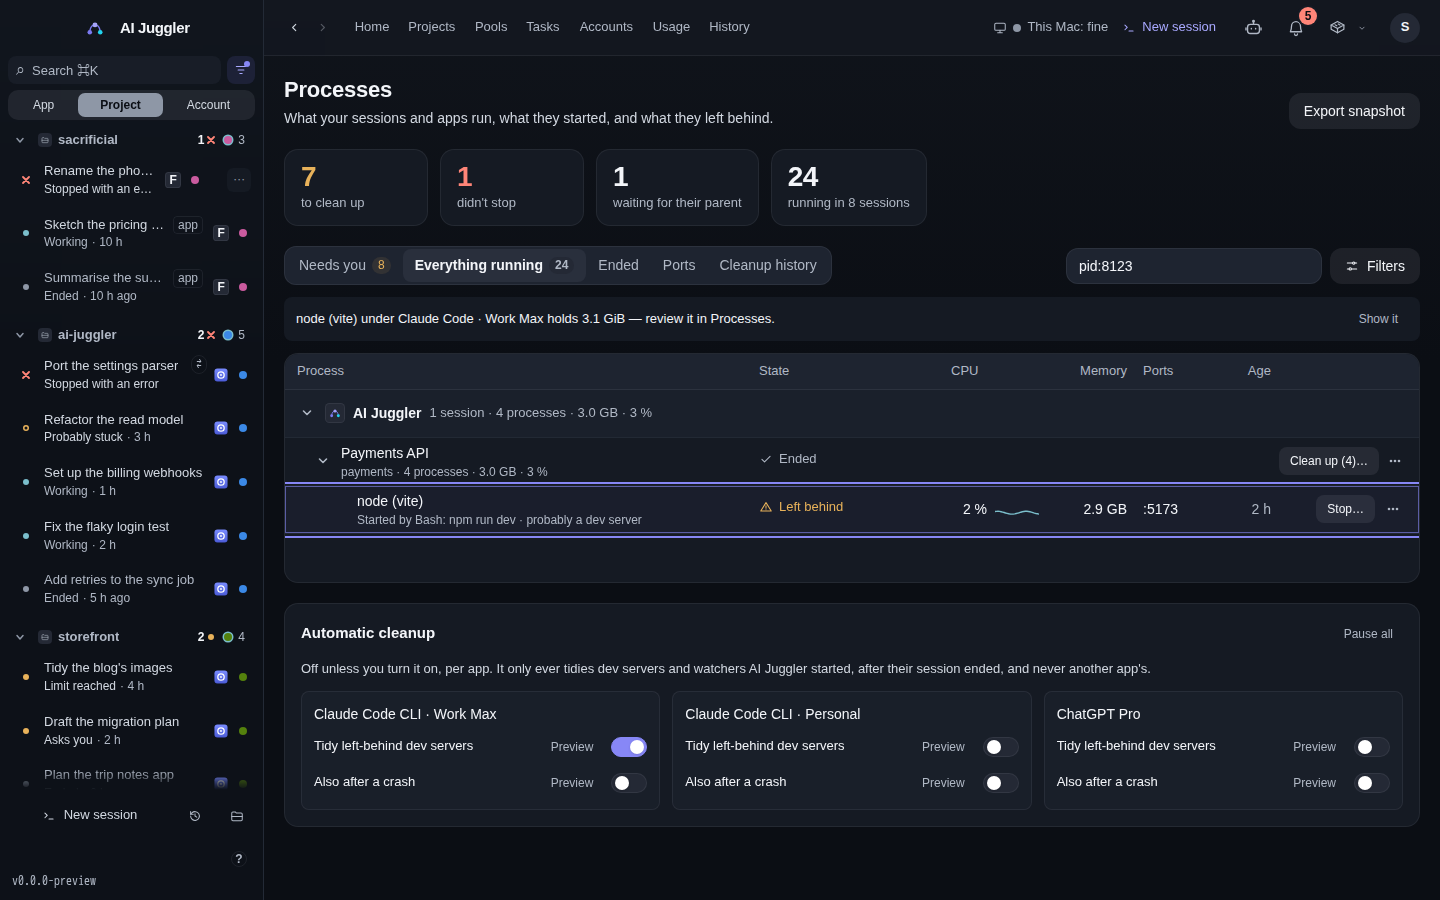 AI Juggler
Search ⌘K
App Project Account
sacrificial 1 3
Rename the pho… F
Stopped with an e…
Sketch the pricing … app
Working · 10 h F
Summarise the su… app
Ended · 10 h ago F
ai-juggler 2 5
Port the settings parser
Stopped with an error
Refactor the read model
Probably stuck · 3 h
Set up the billing webhooks
Working · 1 h
Fix the flaky login test
Working · 2 h
Add retries to the sync job
Ended · 5 h ago
storefront 2 4
Tidy the blog's images
Limit reached · 4 h
Draft the migration plan
Asks you · 2 h
Plan the trip notes app
New session
?
v0.0.0-preview
Home Projects Pools Tasks Accounts Usage History
This Mac: fine New session 5 S
Processes
What your sessions and apps run, what they started, and what they left behind.
Export snapshot
7 1 1 24
to clean up didn't stop waiting for their parent running in 8 sessions
Needs you 8 Everything running 24 Ended Ports Cleanup history
pid:8123 Filters
node (vite) under Claude Code · Work Max holds 3.1 GiB — review it in Processes. Show it
Process State CPU Memory Ports Age
AI Juggler 1 session · 4 processes · 3.0 GB · 3 %
Payments API
payments · 4 processes · 3.0 GB · 3 %
Ended Clean up (4)…
node (vite)
Started by Bash: npm run dev · probably a dev server
Left behind 2 % 2.9 GB :5173 2 h Stop…
Automatic cleanup Pause all
Off unless you turn it on, per app. It only ever tidies dev servers and watchers AI Juggler started, after their session ended, and never another app's.
Claude Code CLI · Work Max
Tidy left-behind dev servers Preview
Also after a crash Preview
Claude Code CLI · Personal
Tidy left-behind dev servers Preview
Also after a crash Preview
ChatGPT Pro
Tidy left-behind dev servers Preview
Also after a crash Preview